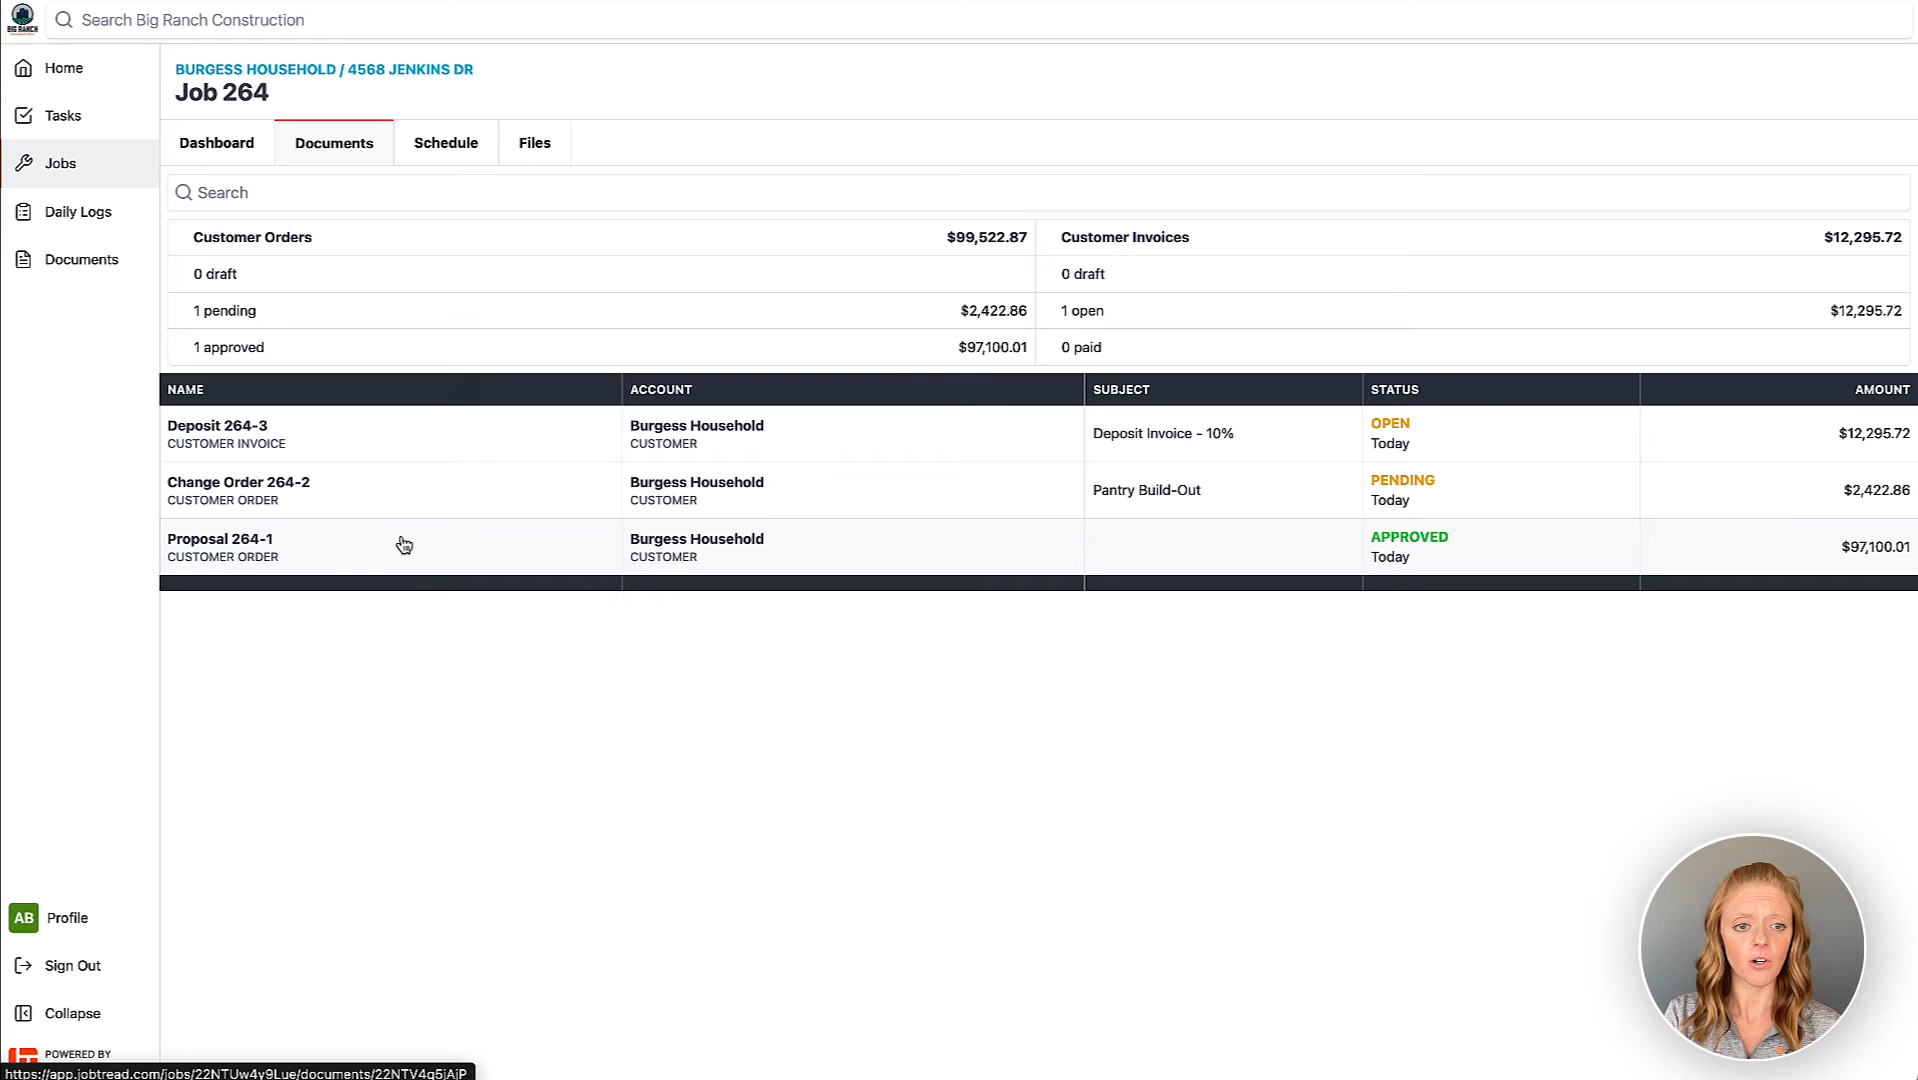 BIG RANCH
Search Big Ranch Construction
Home
Tasks
Jobs
Daily Logs
Documents
BURGESS HOUSEHOLD / 4568 JENKINS DR
Job 264
Dashboard Documents Schedule Files
Search
Customer Orders $99,522.87 Customer Invoices $12,295.72
0 draft 0 draft
1 pending $2,422.86 1 open $12,295.72
1 approved $97,100.01 0 paid
NAME ACCOUNT SUBJECT STATUS AMOUNT
Deposit 264-3 Burgess Household Deposit Invoice - 10% OPEN $12,295.72
CUSTOMER INVOICE CUSTOMER Today
Change Order 264-2 Burgess Household Pantry Build-Out PENDING $2,422.86
CUSTOMER ORDER CUSTOMER Today
Proposal 264-1 Burgess Household APPROVED $97,100.01
CUSTOMER ORDER CUSTOMER Today
AB Profile
Sign Out
Collapse
POWERED BY
https://app.jobtread.com/jobs/22NTUw4y9Lue/documents/22NTV4q5jAjP